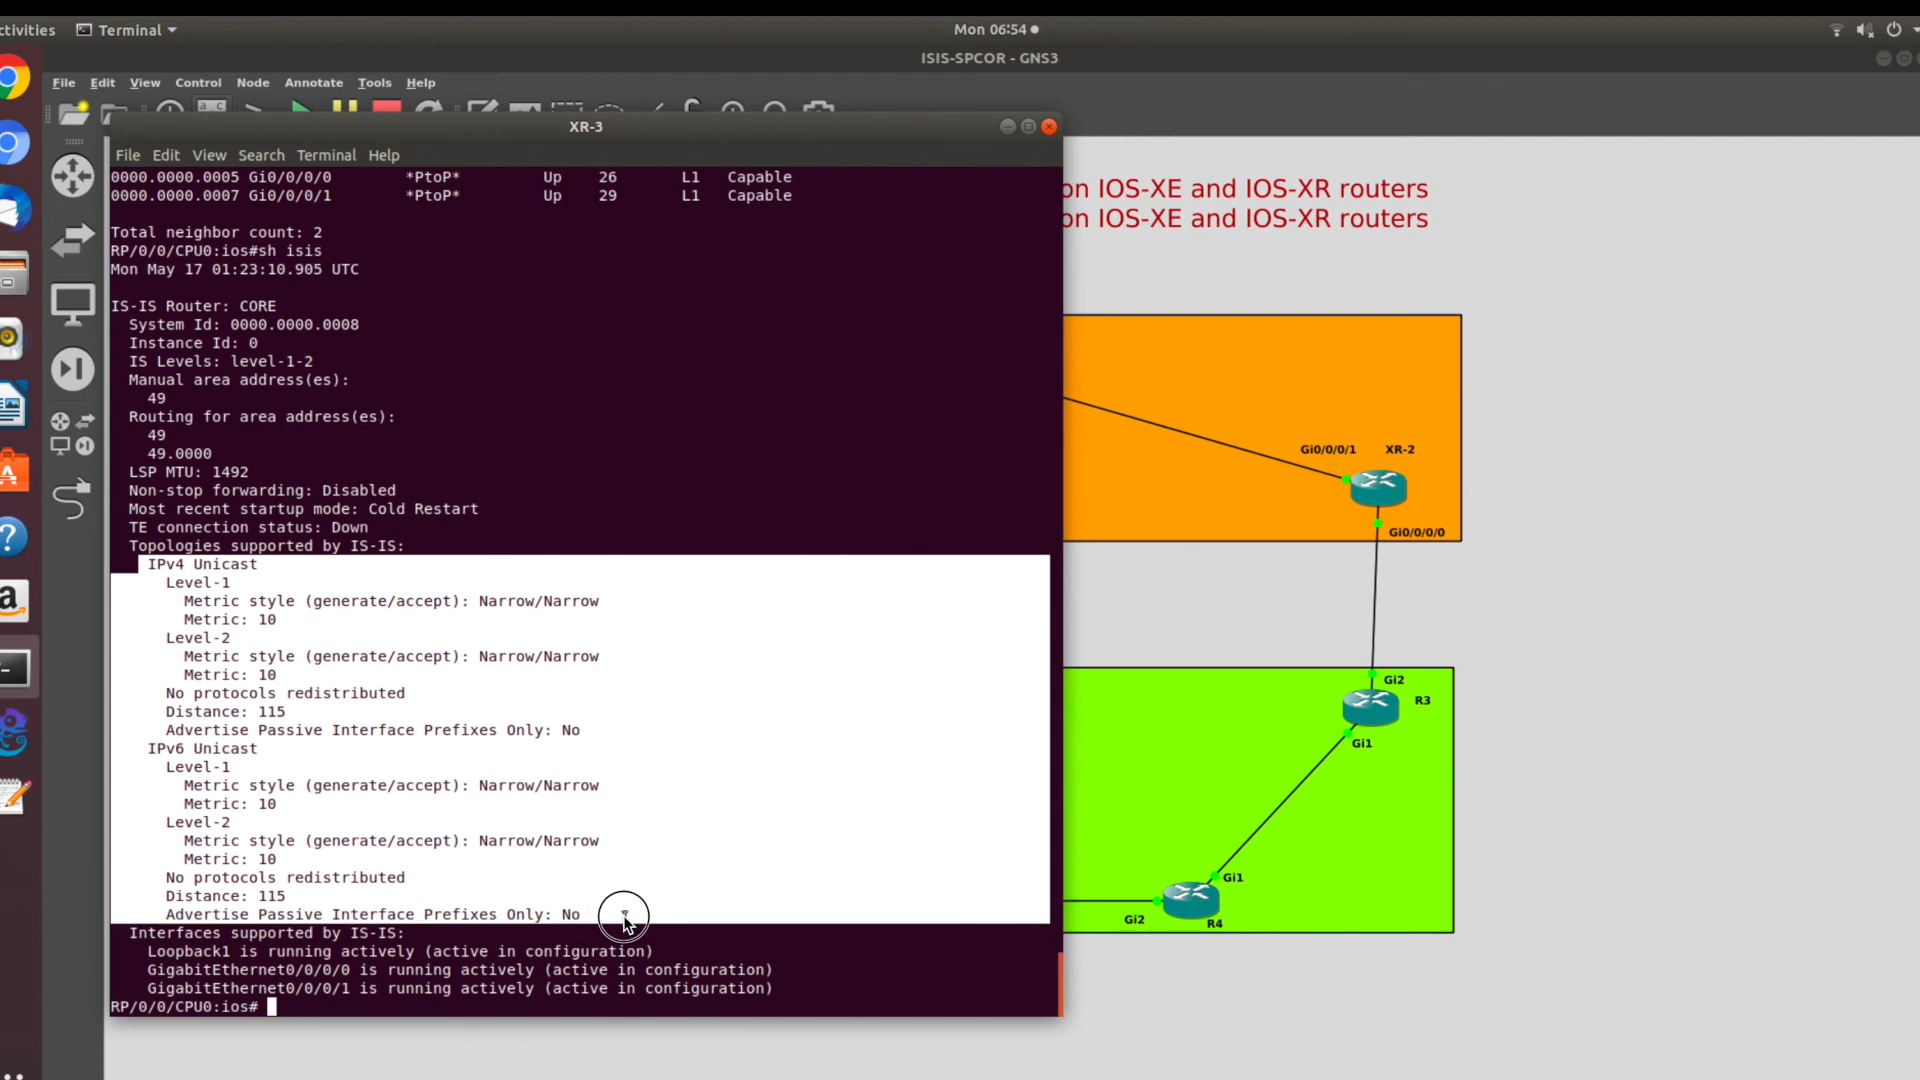 ctivities
Terminal
Mon 06:54
ISIS-SPCOR - GNS3
File Edit View Control Node Annotate Tools Help
XR-3
File Edit View Search Terminal Help
0000.0000.0005 Gi0/0/0/0 *PtoP* Up 26 L1 Capable
0000.0000.0007 Gi0/0/0/1 *PtoP* Up 29 L1 Capable
Total neighbor count: 2
RP/0/0/CPU0:ios#sh isis
Mon May 17 01:23:10.905 UTC
IS-IS Router: CORE
System Id: 0000.0000.0008
Instance Id: 0
IS Levels: level-1-2
Manual area address(es):
49
Routing for area address(es):
49
49.0000
LSP MTU: 1492
Non-stop forwarding: Disabled
Most recent startup mode: Cold Restart
TE connection status: Down
Topologies supported by IS-IS:
IPv4 Unicast
Level-1
Metric style (generate/accept): Narrow/Narrow
Metric: 10
Level-2
Metric style (generate/accept): Narrow/Narrow
Metric: 10
No protocols redistributed
Distance: 115
Advertise Passive Interface Prefixes Only: No
IPv6 Unicast
Level-1
Metric style (generate/accept): Narrow/Narrow
Metric: 10
Level-2
Metric style (generate/accept): Narrow/Narrow
Metric: 10
No protocols redistributed
Distance: 115
Advertise Passive Interface Prefixes Only: No
Interfaces supported by IS-IS:
Loopback1 is running actively (active in configuration)
GigabitEthernet0/0/0/0 is running actively (active in configuration)
GigabitEthernet0/0/0/1 is running actively (active in configuration)
RP/0/0/CPU0:ios#
on IOS-XE and IOS-XR routers
on IOS-XE and IOS-XR routers
Gi0/0/0/1
XR-2
Gi0/0/0/0
Gi2
R3
Gi1
Gi1
Gi2
R4